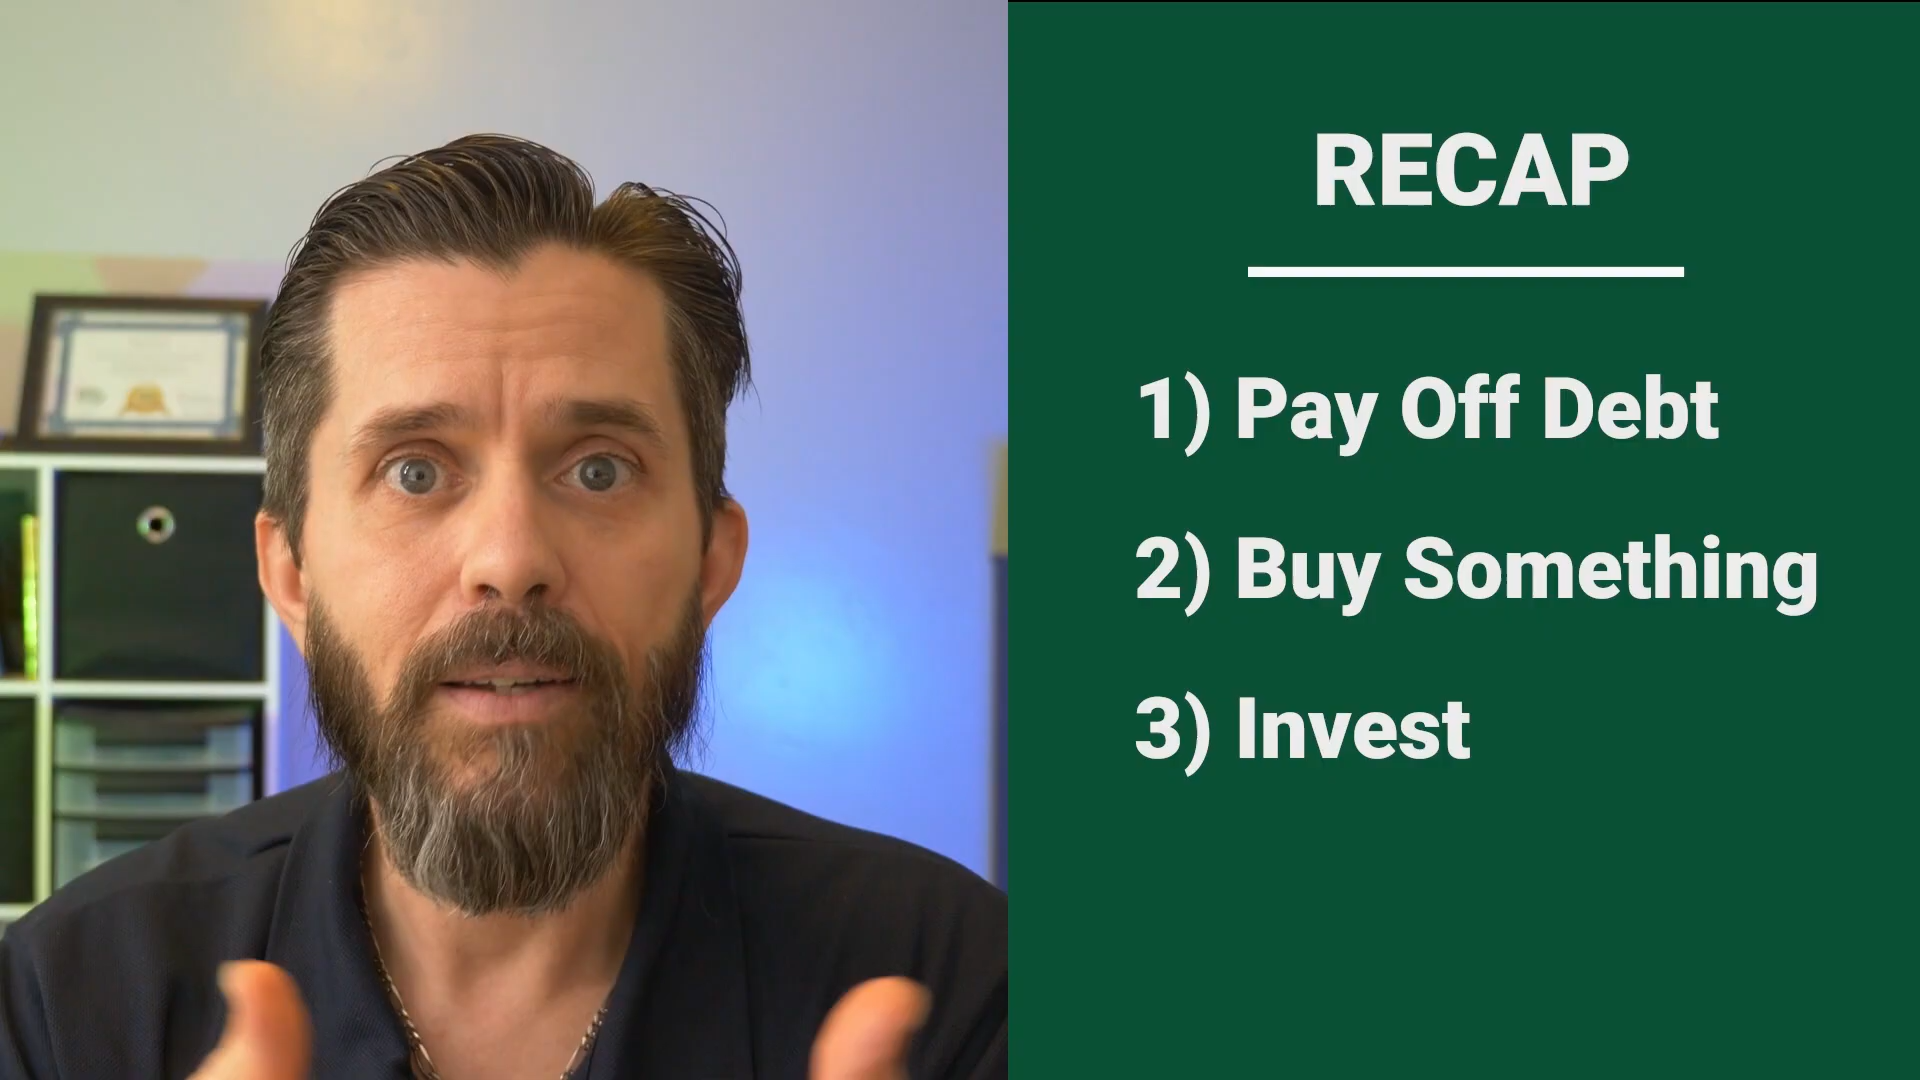 RECAP
1) Pay Off Debt
2) Buy Something
3) Invest